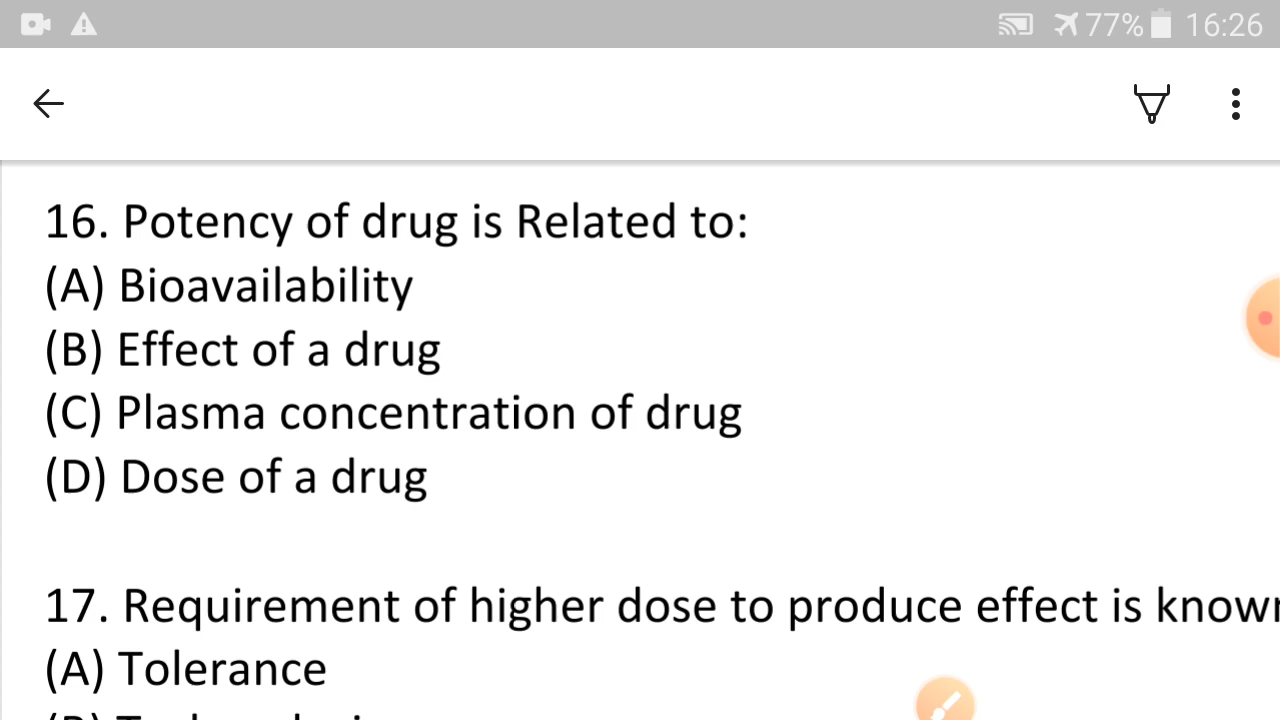 77% 16:26
16. Potency of drug is Related to:
(A) Bioavailability
(B) Effect of a drug
(C) Plasma concentration of drug
(D) Dose of a drug
17. Requirement of higher dose to produce effect is known
(A) Tolerance